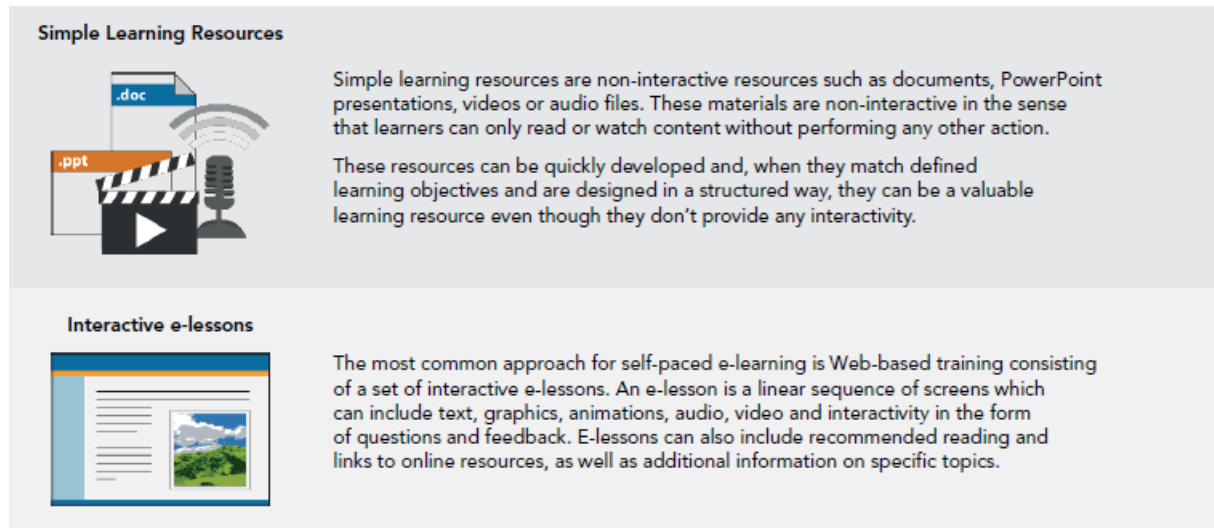 Simple Learning Resources
.doc
.ppt
Simple learning resources are non-interactive resources such as documents, PowerPoint
presentations, videos or audio files. These materials are non-interactive in the sense
that learners can only read or watch content without performing any other action.
These resources can be quickly developed and, when they match defined
learning objectives and are designed in a structured way, they can be a valuable
learning resource even though they don’t provide any interactivity.
Interactive e-lessons
The most common approach for self-paced e-learning is Web-based training consisting
of a set of interactive e-lessons. An e-lesson is a linear sequence of screens which
can include text, graphics, animations, audio, video and interactivity in the form
of questions and feedback. E-lessons can also include recommended reading and
links to online resources, as well as additional information on specific topics.